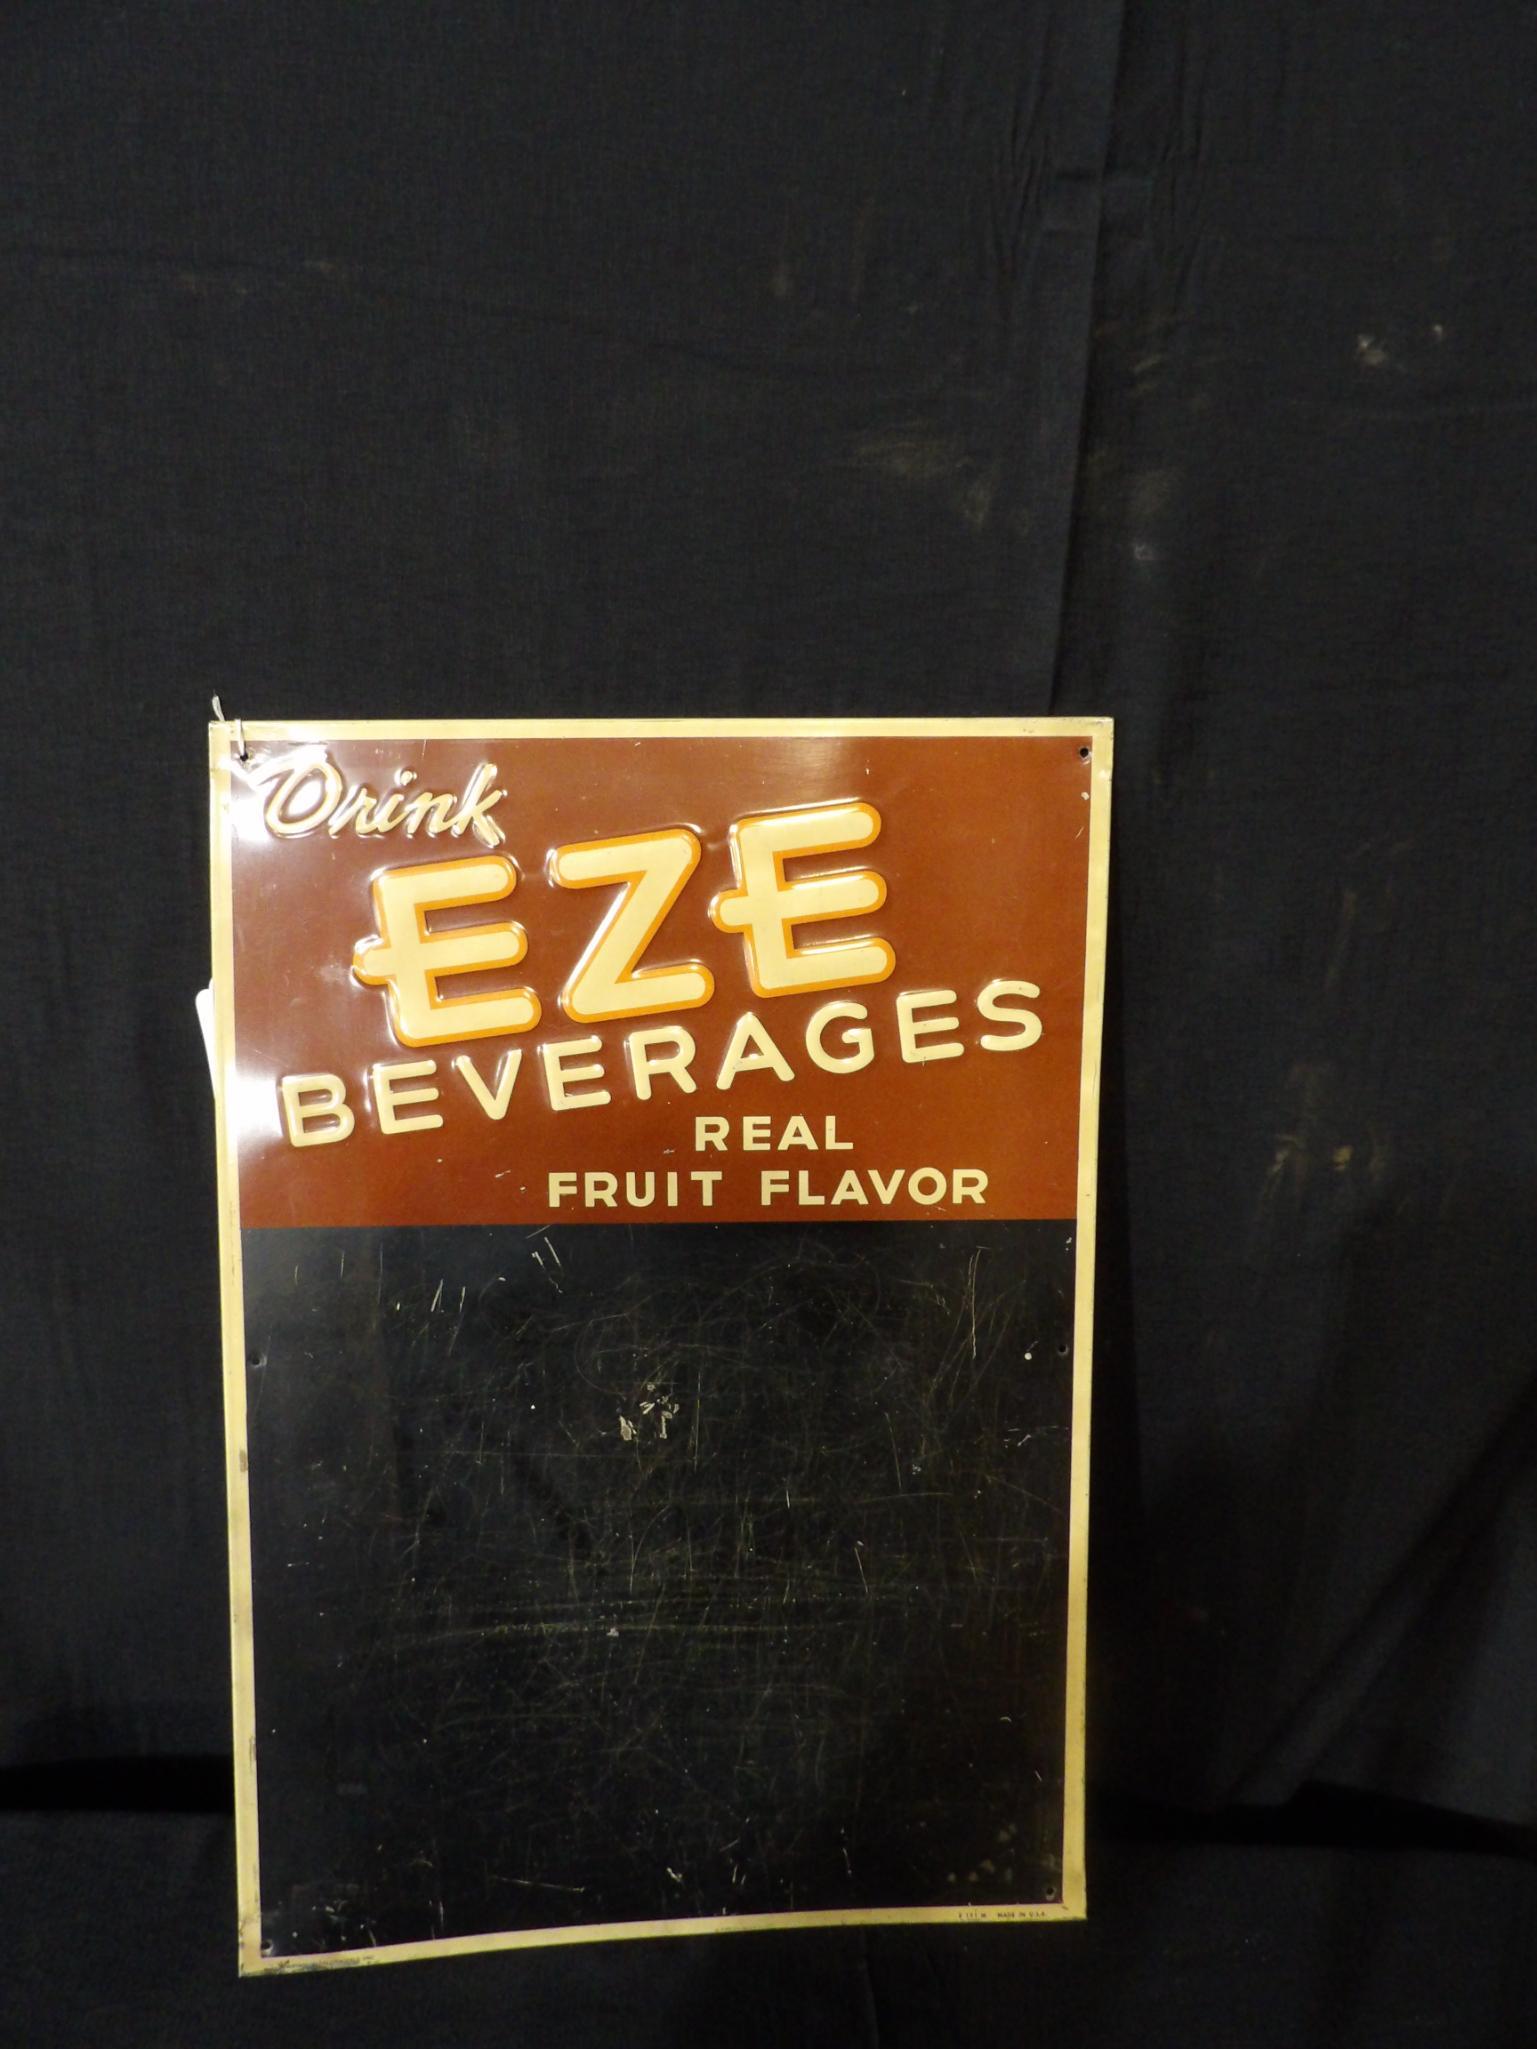 Drink
EZE
BEVERAGES
REAL
FRUIT FLAVOR
MADE IN U.S.A.